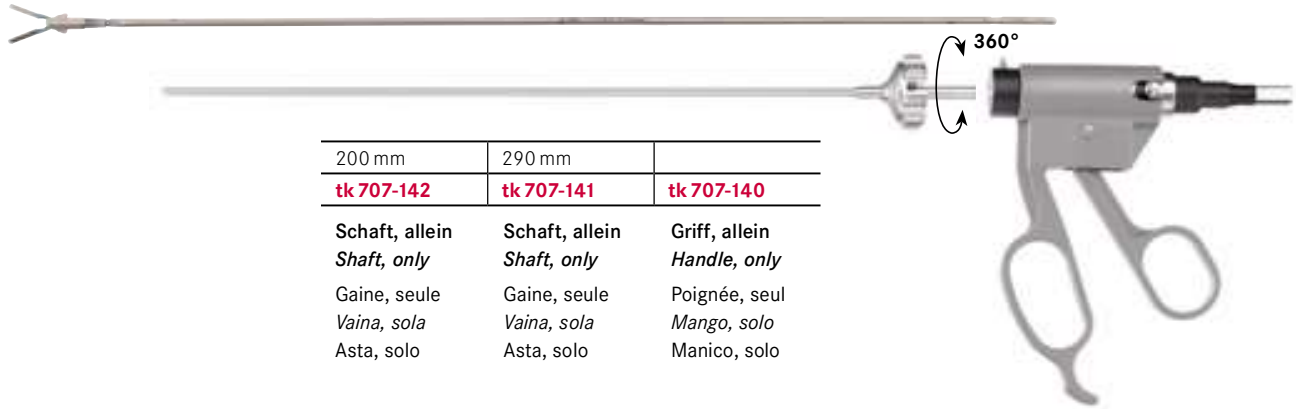 360°
200 mm 290 mm
tk 707-142 tk 707-141 tk 707-140
Schaft, allein Schaft, allein Griff, allein
Shaft, only Shaft, only Handle, only
Gaine, seule Gaine, seule Poignée, seul
Vaina, sola Vaina, sola Mango, solo
Asta, solo Asta, solo Manico, solo